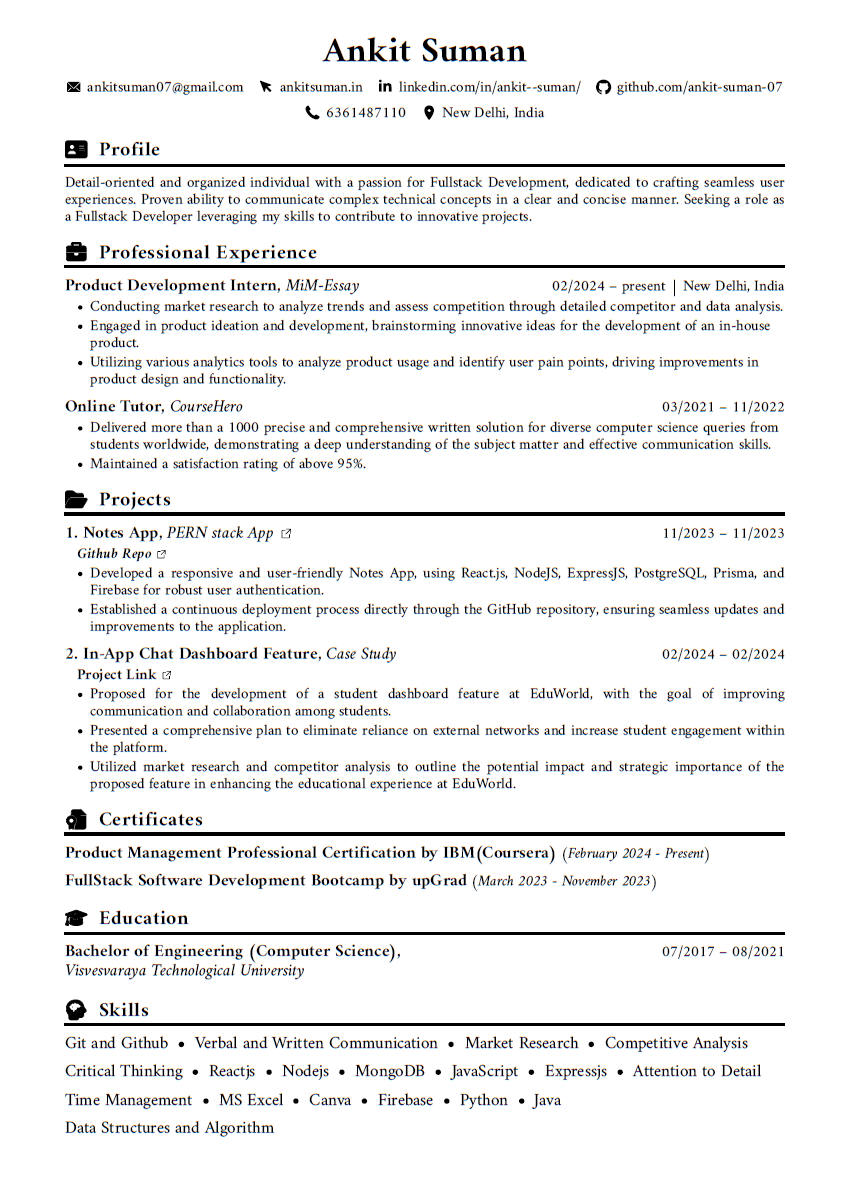 Ankit Suman
ankitsuman07@gmail.com ankitsuman.in linkedin.com/in/ankit--suman/ github.com/ankit-suman-07
6361487110 New Delhi, India
Profile
Detail-oriented and organized individual with a passion for Fullstack Development, dedicated to crafting seamless user
experiences. Proven ability to communicate complex technical concepts in a clear and concise manner. Seeking a role as
a Fullstack Developer leveraging my skills to contribute to innovative projects.
Professional Experience
Product Development Intern, MiM-Essay 02/2024 – present | New Delhi, India
• Conducting market research to analyze trends and assess competition through detailed competitor and data analysis.
• Engaged in product ideation and development, brainstorming innovative ideas for the development of an in-house
product.
• Utilizing various analytics tools to analyze product usage and identify user pain points, driving improvements in
product design and functionality.
Online Tutor, CourseHero 03/2021 – 11/2022
• Delivered more than a 1000 precise and comprehensive written solution for diverse computer science queries from
students worldwide, demonstrating a deep understanding of the subject matter and effective communication skills.
• Maintained a satisfaction rating of above 95%.
Projects
1. Notes App, PERN stack App 11/2023 – 11/2023
Github Repo
• Developed a responsive and user-friendly Notes App, using React.js, NodeJS, ExpressJS, PostgreSQL, Prisma, and
Firebase for robust user authentication.
• Established a continuous deployment process directly through the GitHub repository, ensuring seamless updates and
improvements to the application.
2. In-App Chat Dashboard Feature, Case Study 02/2024 – 02/2024
Project Link
• Proposed for the development of a student dashboard feature at EduWorld, with the goal of improving
communication and collaboration among students.
• Presented a comprehensive plan to eliminate reliance on external networks and increase student engagement within
the platform.
• Utilized market research and competitor analysis to outline the potential impact and strategic importance of the
proposed feature in enhancing the educational experience at EduWorld.
Certificates
Product Management Professional Certification by IBM(Coursera) (February 2024 - Present)
FullStack Software Development Bootcamp by upGrad (March 2023 - November 2023)
Education
Bachelor of Engineering (Computer Science), 07/2017 – 08/2021
Visvesvaraya Technological University
Skills
Git and Github • Verbal and Written Communication • Market Research • Competitive Analysis
Critical Thinking • Reactjs • Nodejs • MongoDB • JavaScript • Expressjs • Attention to Detail
Time Management • MS Excel • Canva • Firebase • Python • Java
Data Structures and Algorithm